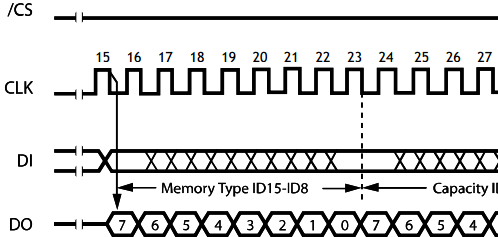 /CS
15 16 17 18 19 20 21 22 23 24 25 26 27
CLK
DI
Memory Type ID15-ID8 Capacity I
DO 7 6 5 4 3 2 1 0 7 6 5 4